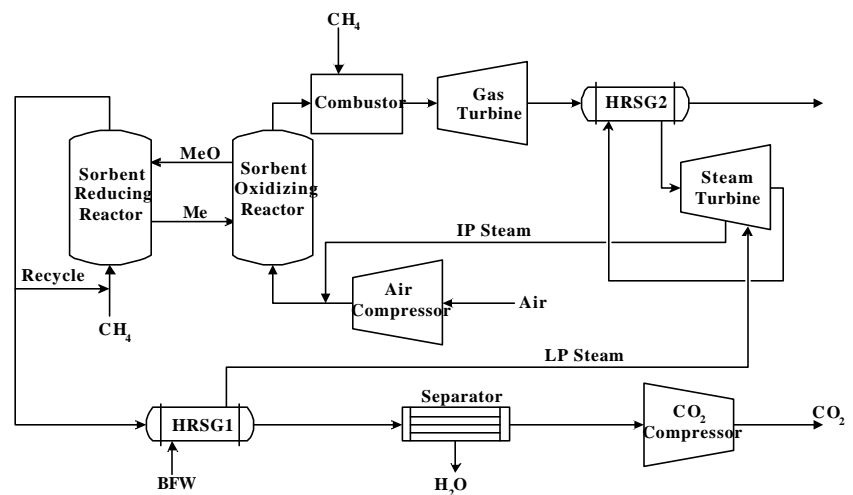 CH4
Combustor
Gas
Turbine
HRSG2
MeO
Sorbent
Reducing
Reactor
Sorbent
Oxidizing
Reactor
Me
Steam
Turbine
IP Steam
Recycle
CH4
Air
Compressor
Air
LP Steam
HRSG1
BFW
Separator
H2O
CO2
Compressor
CO2